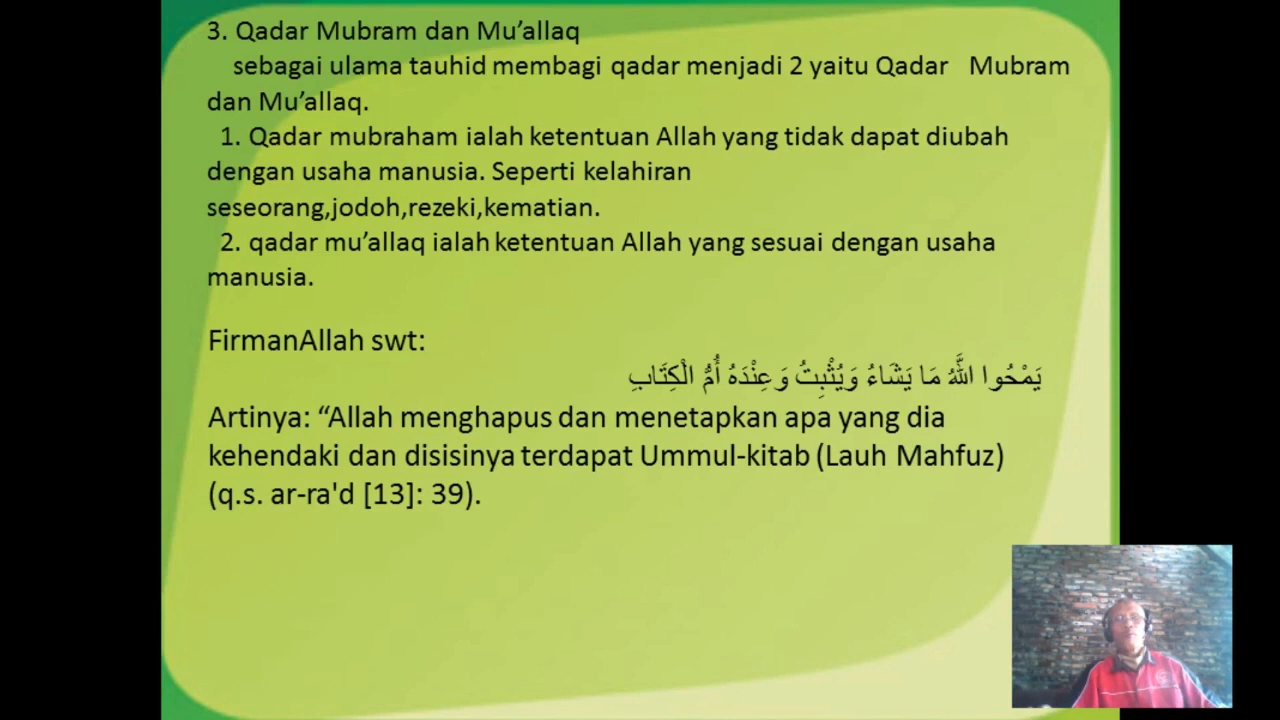 3. Qadar Mubram dan Mu’allaq
sebagai ulama tauhid membagi qadar menjadi 2 yaitu Qadar Mubram
dan Mu’allaq.
1. Qadar mubraham ialah ketentuan Allah yang tidak dapat diubah
dengan usaha manusia. Seperti kelahiran
seseorang,jodoh,rezeki,kematian.
2. qadar mu’allaq ialah ketentuan Allah yang sesuai dengan usaha
manusia.
FirmanAllah swt:
يَمْحُوا اللَّهُ مَا يَشَاءُ وَيُثْبِتُ وَعِنْدَهُ أُمُّ الْكِتَابِ
Artinya: “Allah menghapus dan menetapkan apa yang dia
kehendaki dan disisinya terdapat Ummul-kitab (Lauh Mahfuz)
(q.s. ar-ra'd [13]: 39).